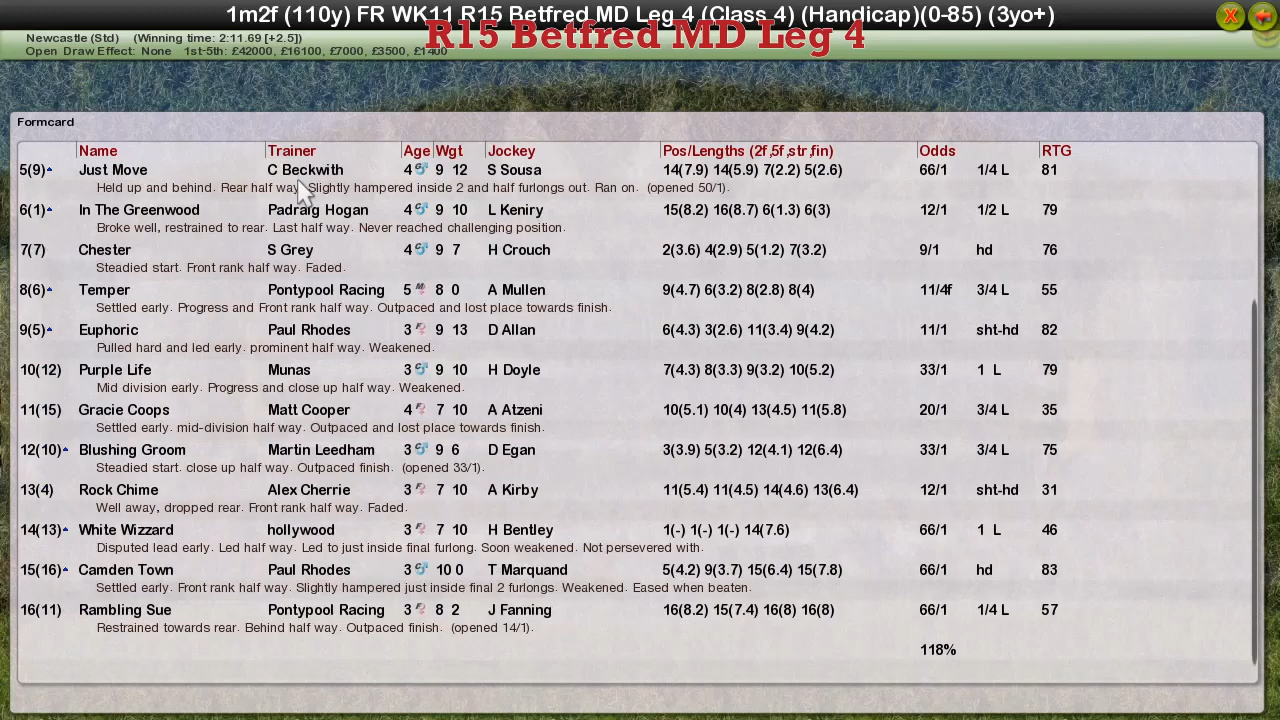 1m2f (110y) FR WK11 R15 Betfred MD Leg 4 (Class 4) (Handicap)(0-85) (3yo+)
R15 Betfred MD Leg 4
Newcastle (Std) (Winning time: 2:11.69 [+2.5])
Open Draw Effect: None 1st-5th: £42000, £16100, £7000, £3500, £1400
Formcard
Name Trainer Age Wgt Jockey Pos/Lengths (2f,5f,str,fin) Odds RTG
5(9) Just Move C Beckwith 4 9 12 S Sousa 14(7.9) 14(5.9) 7(2.2) 5(2.6) 66/1 1/4 L 81
Held up and behind. Rear half way. Slightly hampered inside 2 and half furlongs out. Ran on. (opened 50/1).
6(1) In The Greenwood Padraig Hogan 4 9 10 L Keniry 15(8.2) 16(8.7) 6(1.3) 6(3) 12/1 1/2 L 79
Broke well, restrained to rear. Last half way. Never reached challenging position.
7(7) Chester S Grey 4 9 7 H Crouch 2(3.6) 4(2.9) 5(1.2) 7(3.2) 9/1 hd 76
Steadied start. Front rank half way. Faded.
8(6) Temper Pontypool Racing 5 8 0 A Mullen 9(4.7) 6(3.2) 8(2.8) 8(4) 11/4f 3/4 L 55
Settled early. Progress and Front rank half way. Outpaced and lost place towards finish.
9(5) Euphoric Paul Rhodes 3 9 13 D Allan 6(4.3) 3(2.6) 11(3.4) 9(4.2) 11/1 sht-hd 82
Pulled hard and led early. prominent half way. Weakened.
10(12) Purple Life Munas 3 9 10 H Doyle 7(4.3) 8(3.3) 9(3.2) 10(5.2) 33/1 1 L 79
Mid division early. Progress and close up half way. Weakened.
11(15) Gracie Coops Matt Cooper 4 7 10 A Atzeni 10(5.1) 10(4) 13(4.5) 11(5.8) 20/1 3/4 L 35
Settled early. mid-division half way. Outpaced and lost place towards finish.
12(10) Blushing Groom Martin Leedham 3 9 6 D Egan 3(3.9) 5(3.2) 12(4.1) 12(6.4) 33/1 3/4 L 75
Steadied start. close up half way. Outpaced finish. (opened 33/1).
13(4) Rock Chime Alex Cherrie 3 7 10 A Kirby 11(5.4) 11(4.5) 14(4.6) 13(6.4) 12/1 sht-hd 31
Well away, dropped rear. Front rank half way. Faded.
14(13) White Wizzard hollywood 3 7 10 H Bentley 1(-) 1(-) 1(-) 14(7.6) 66/1 1 L 46
Disputed lead early. Led half way. Led to just inside final furlong. Soon weakened. Not persevered with.
15(16) Camden Town Paul Rhodes 3 10 0 T Marquand 5(4.2) 9(3.7) 15(6.4) 15(7.8) 66/1 hd 83
Settled early. Front rank half way. Slightly hampered just inside final 2 furlongs. Weakened. Eased when beaten.
16(11) Rambling Sue Pontypool Racing 3 8 2 J Fanning 16(8.2) 15(7.4) 16(8) 16(8) 66/1 1/4 L 57
Restrained towards rear. Behind half way. Outpaced finish. (opened 14/1).
118%